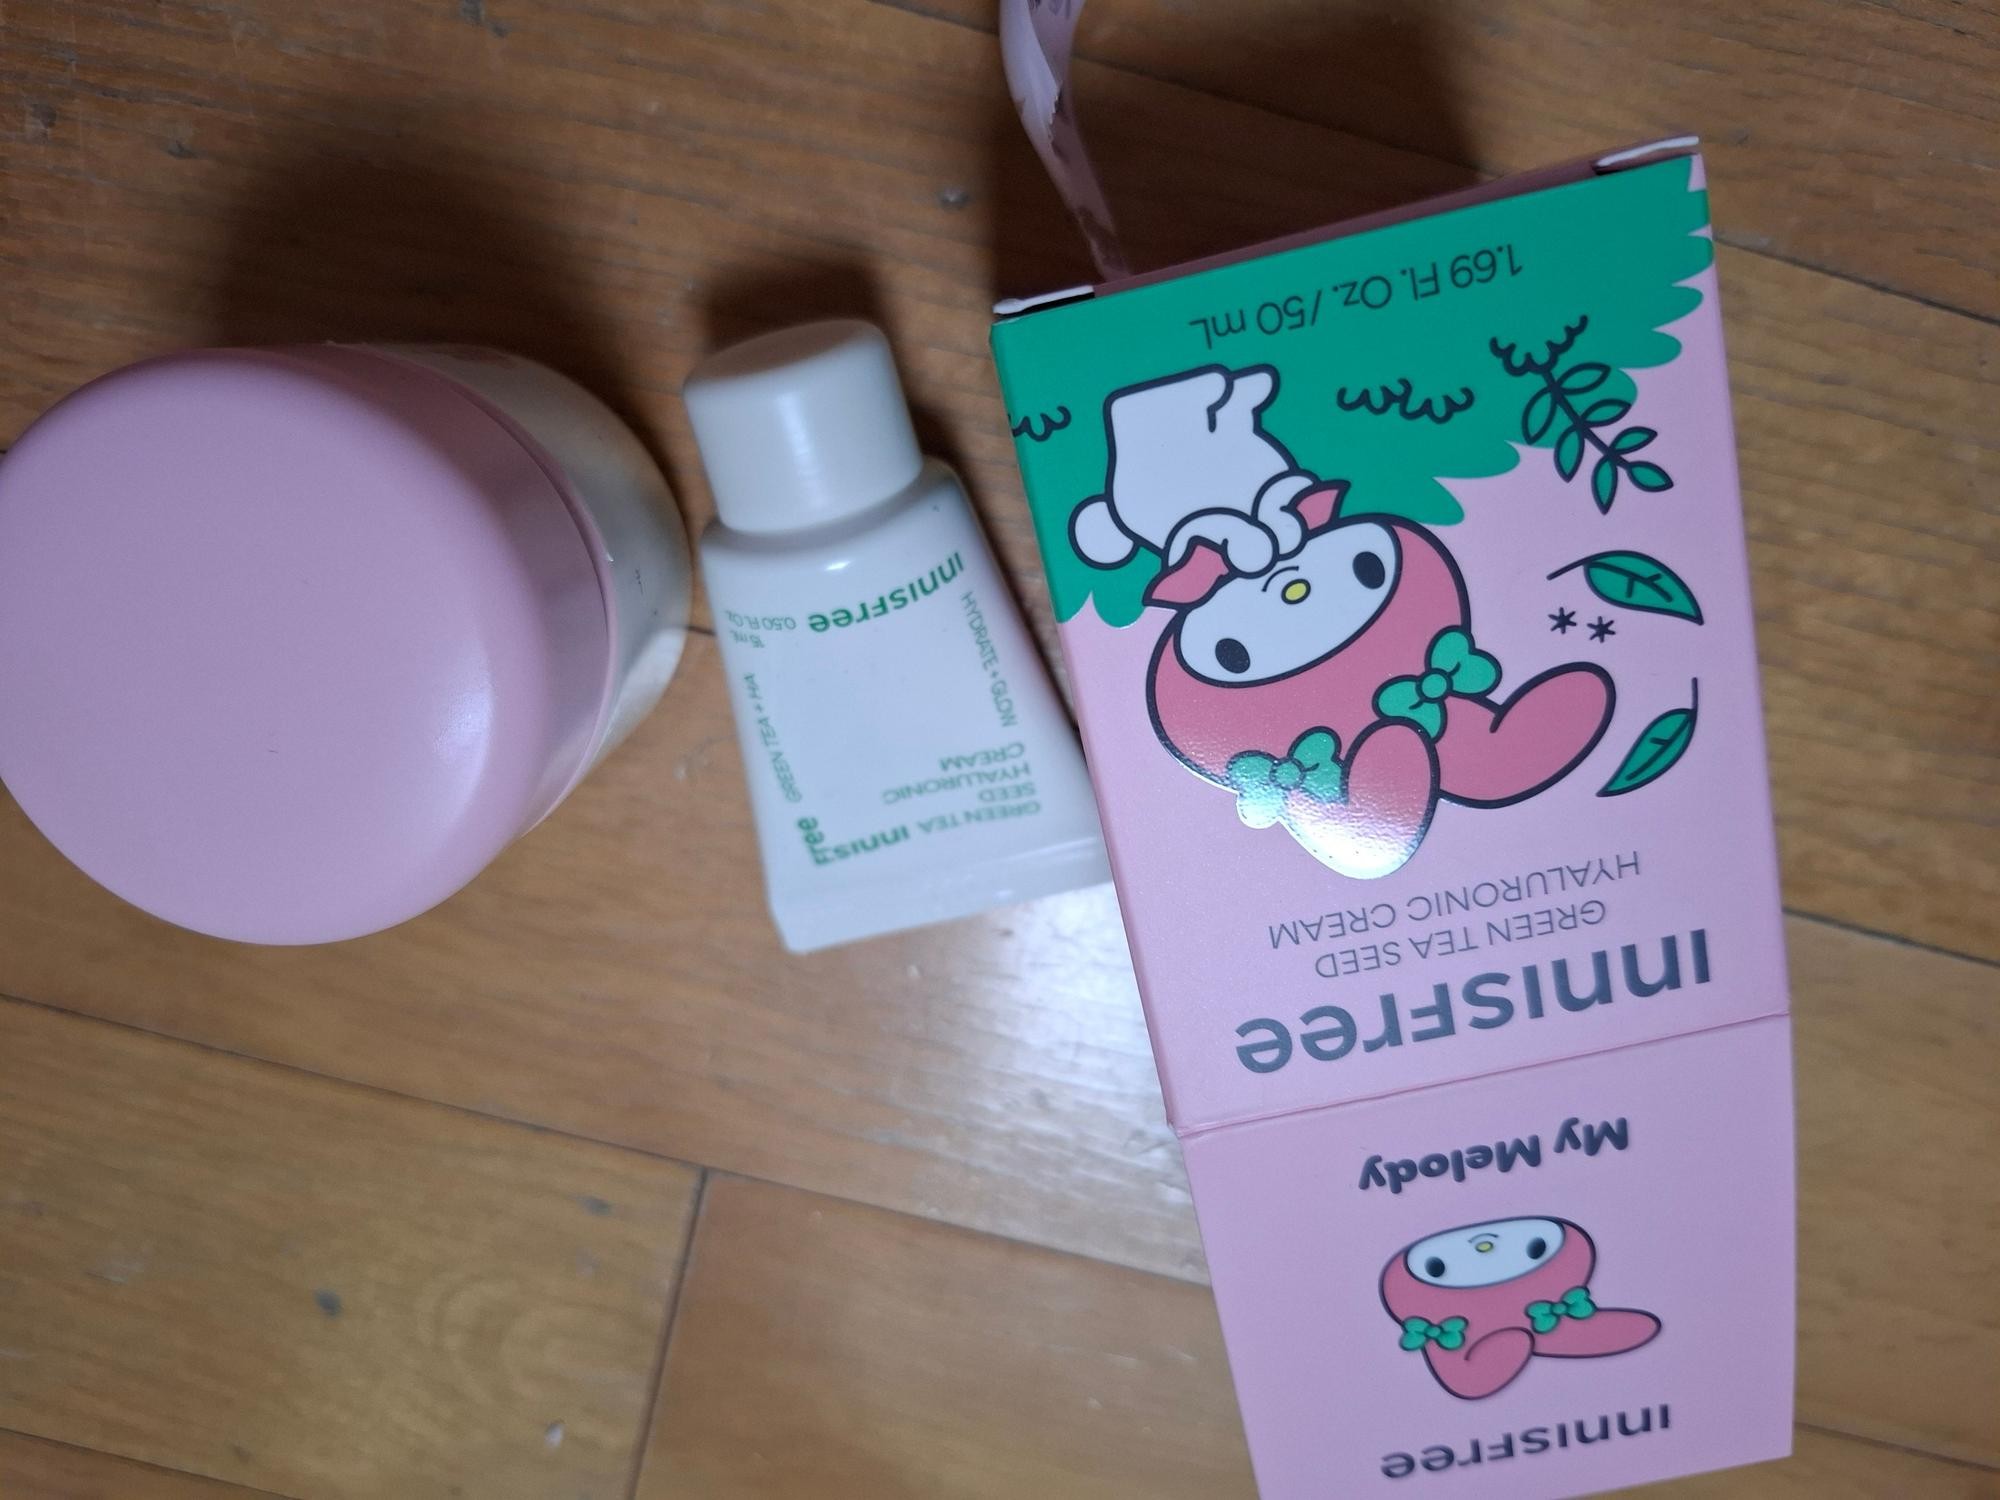 innisfree
My Melody
innisfree
GREEN TEA SEED
HYALURONIC CREAM
1.69 Fl. Oz. / 50 mL
innisfree
GREEN TEA
SEED
HYALURONIC
CREAM
HYDRATE + GLOW
GREEN TEA + HA
innisfree
15 mL
0.50 FL.OZ.